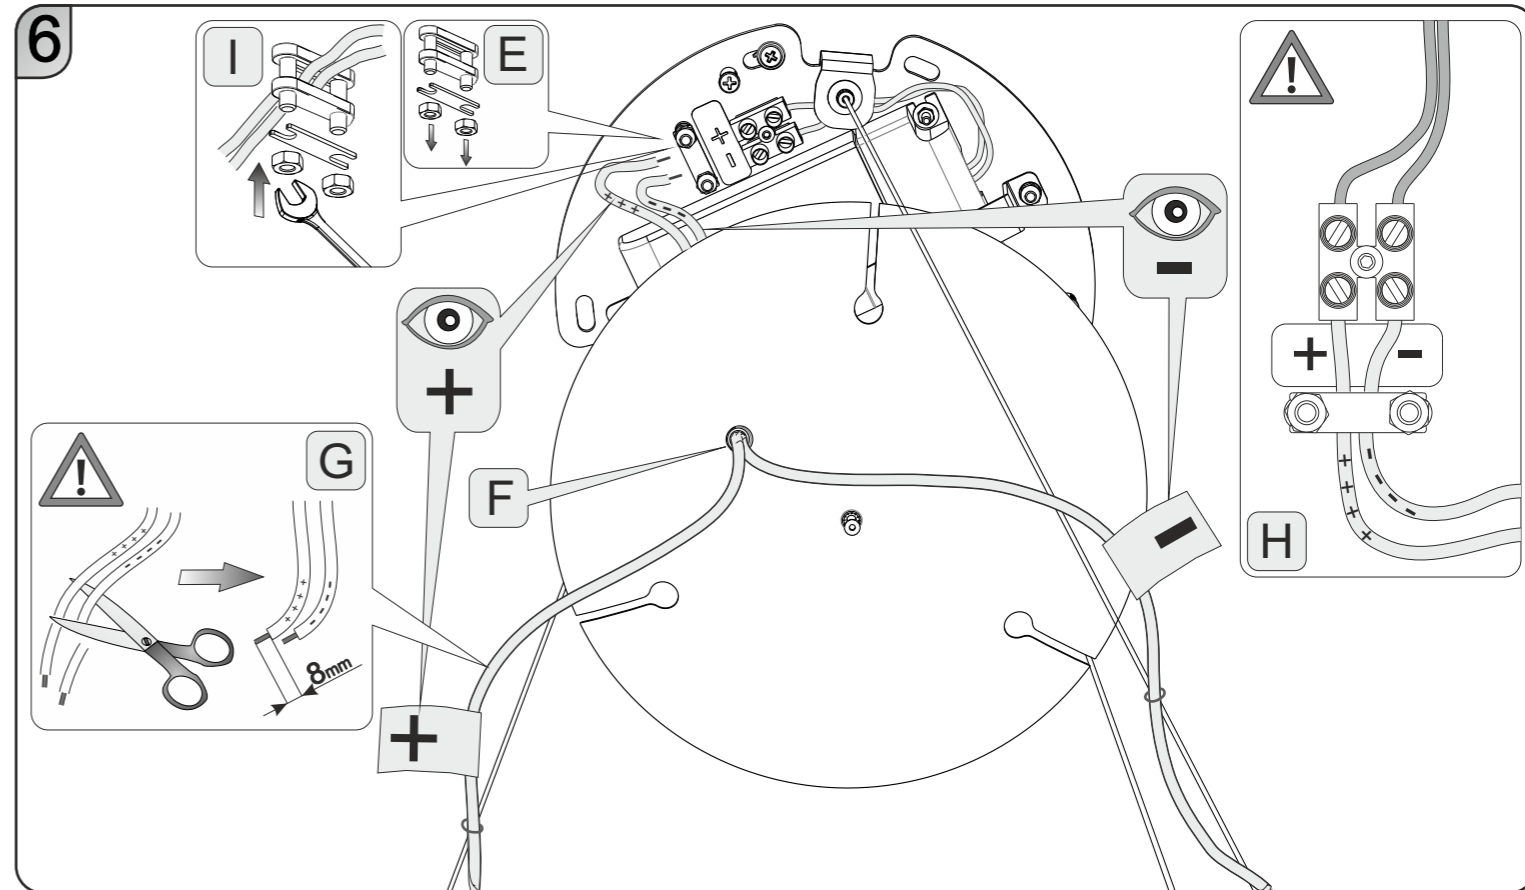 6
I
E
+
-
+ + +
- - -
-
+
+ -
G
F
+ + + +
- - - -
+ + + +
- - -
8mm
-
+ + + +
- - - -
H
+